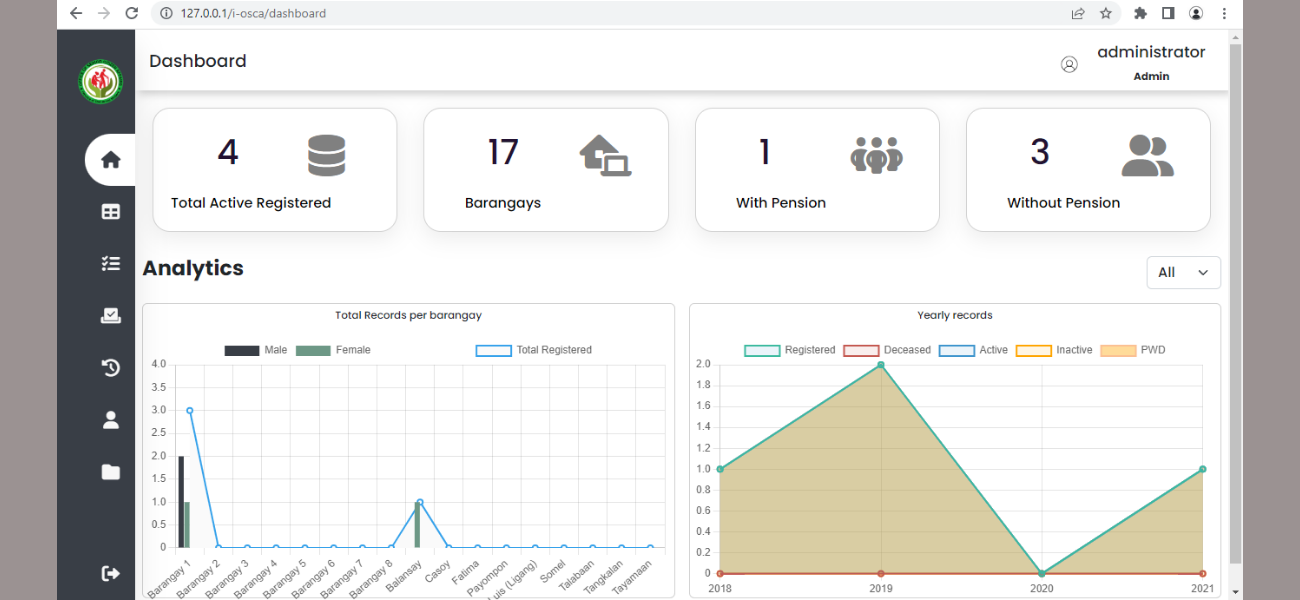 127.0.0.1/i-osca/dashboard
Dashboard
administrator
Admin
4
Total Active Registered
17
Barangays
1
With Pension
3
Without Pension
Analytics
All
Total Records per barangay
Male Female Total Registered
4.0
3.5
3.0
2.5
2.0
1.5
1.0
0.5
0
Barangay 1
Barangay 2
Barangay 3
Barangay 4
Barangay 5
Barangay 6
Barangay 7
Barangay 8
Balansay
Casoy
Fatima
Payompon
Luis (Ligang)
Somel
Talabaan
Tangkalan
Tayamaan
Yearly records
Registered Deceased Active Inactive PWD
2.0
1.8
1.6
1.4
1.2
1.0
0.8
0.6
0.4
0.2
0
2018 2019 2020 2021